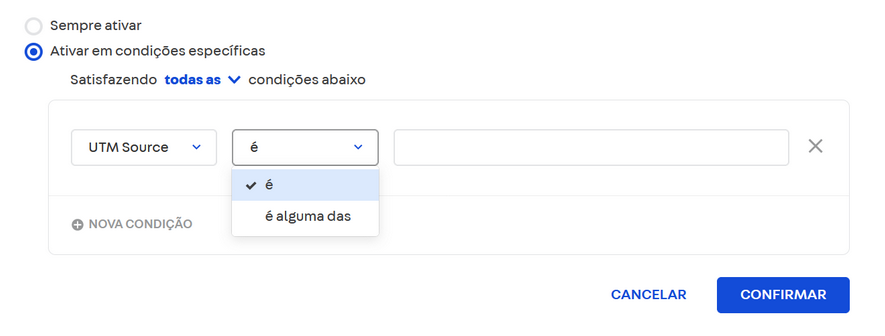 Sempre ativar
Ativar em condições específicas
Satisfazendo todas as condições abaixo
UTM Source é
é
é alguma das
NOVA CONDIÇÃO
CANCELAR CONFIRMAR